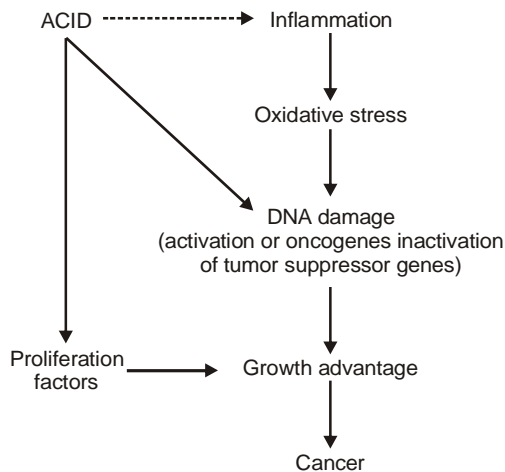 ACID
Inflammation
Oxidative stress
DNA damage
(activation or oncogenes inactivation
of tumor suppressor genes)
Proliferation
factors
Growth advantage
Cancer